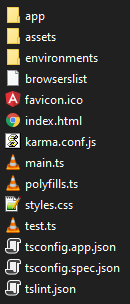 app
assets
environments
browserslist
favicon.ico
index.html
karma.conf.js
main.ts
polyfills.ts
styles.css
test.ts
tsconfig.app.json
tsconfig.spec.json
tslint.json